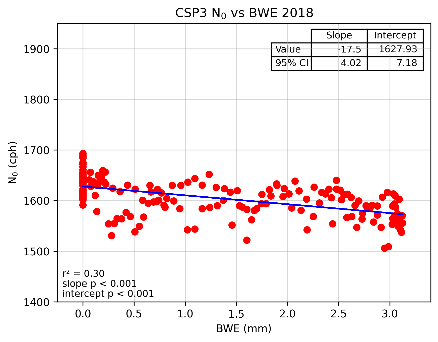 CSP3 N₀ vs BWE 2018
Slope Intercept
Value -17.5 1627.93
95% CI 4.02 7.18
N₀ (cph)
1900
1800
1700
1600
1500
1400
r² = 0.30
slope p < 0.001
intercept p < 0.001
0.0 0.5 1.0 1.5 2.0 2.5 3.0
BWE (mm)